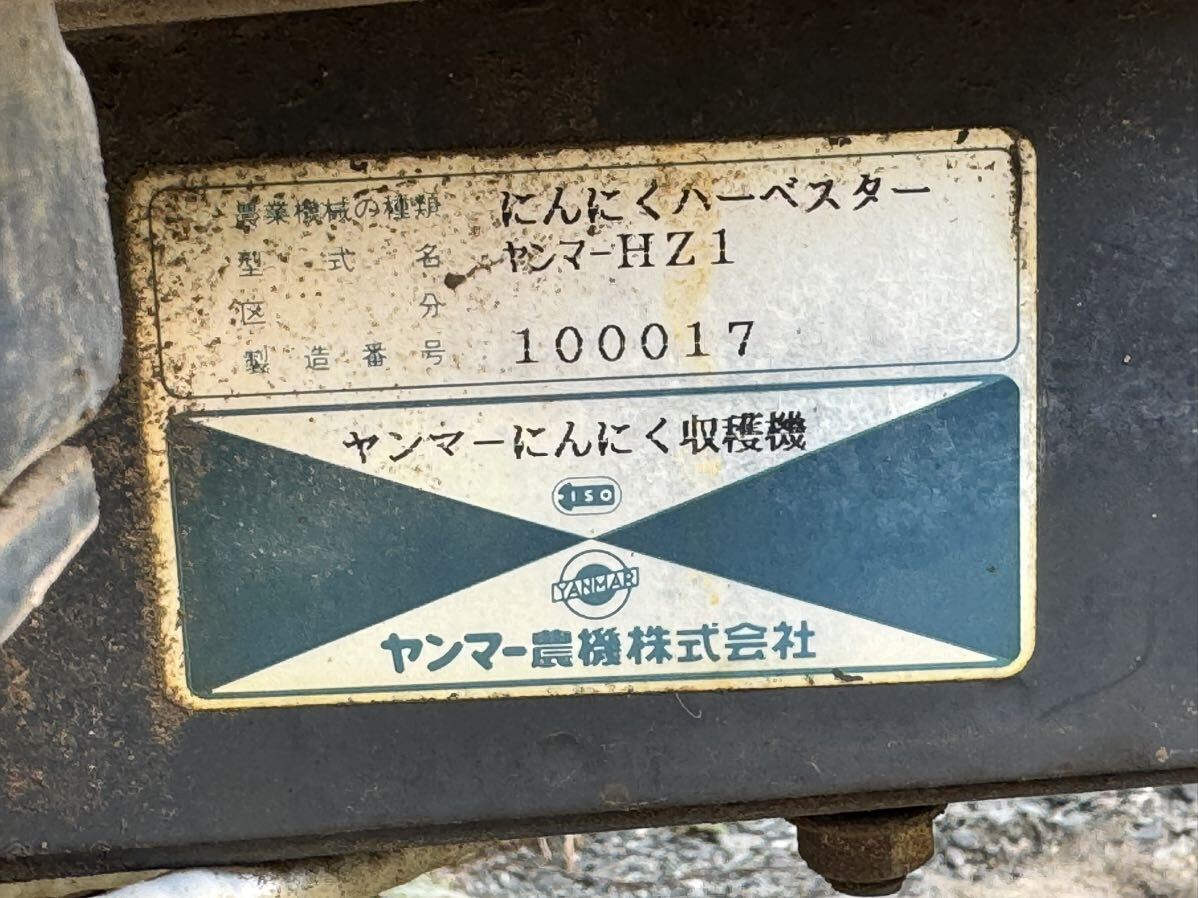 農業機械の種類 にんにくハーベスター
型式名 ヤンマーHZ1
区分
製造番号 100017
ヤンマーにんにく収穫機
ISO
YANMAR
ヤンマー農機株式会社